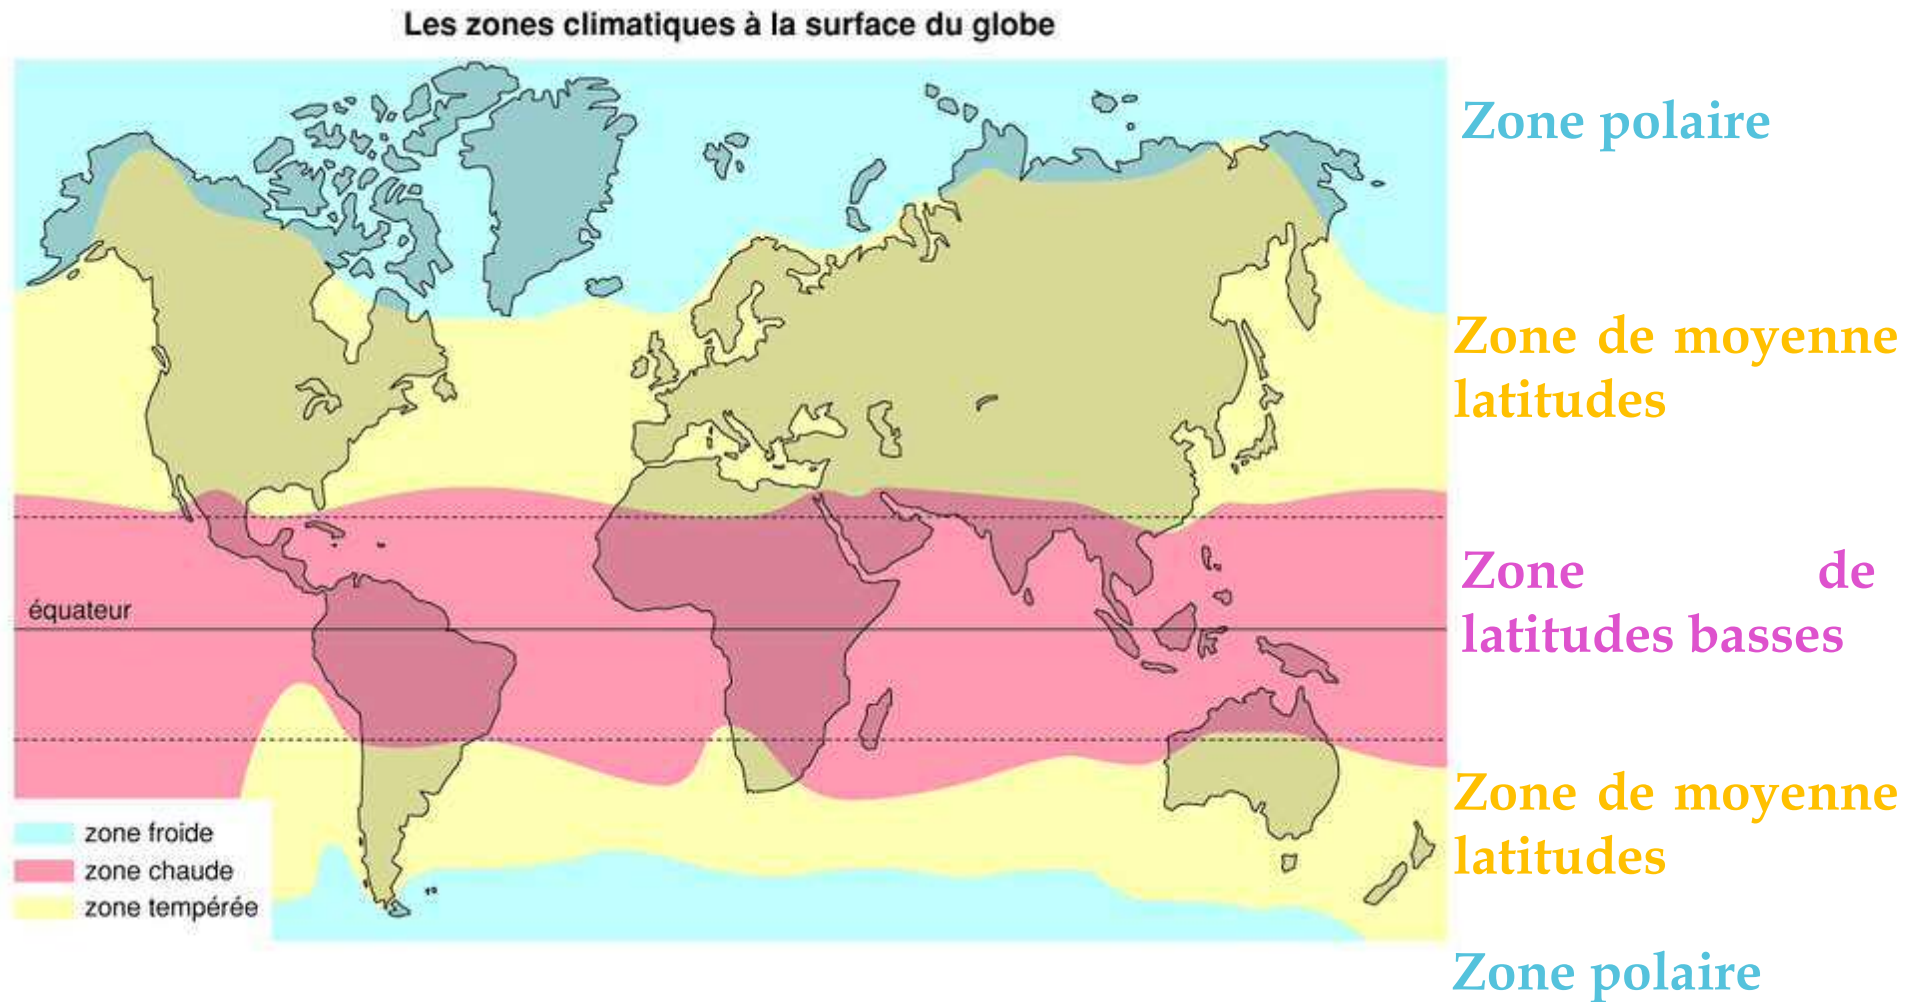 Les zones climatiques à la surface du globe
Zone polaire
Zone de moyenne
latitudes
Zone de
latitudes basses
équateur
Zone de moyenne
latitudes
zone froide
zone chaude
zone tempérée
Zone polaire